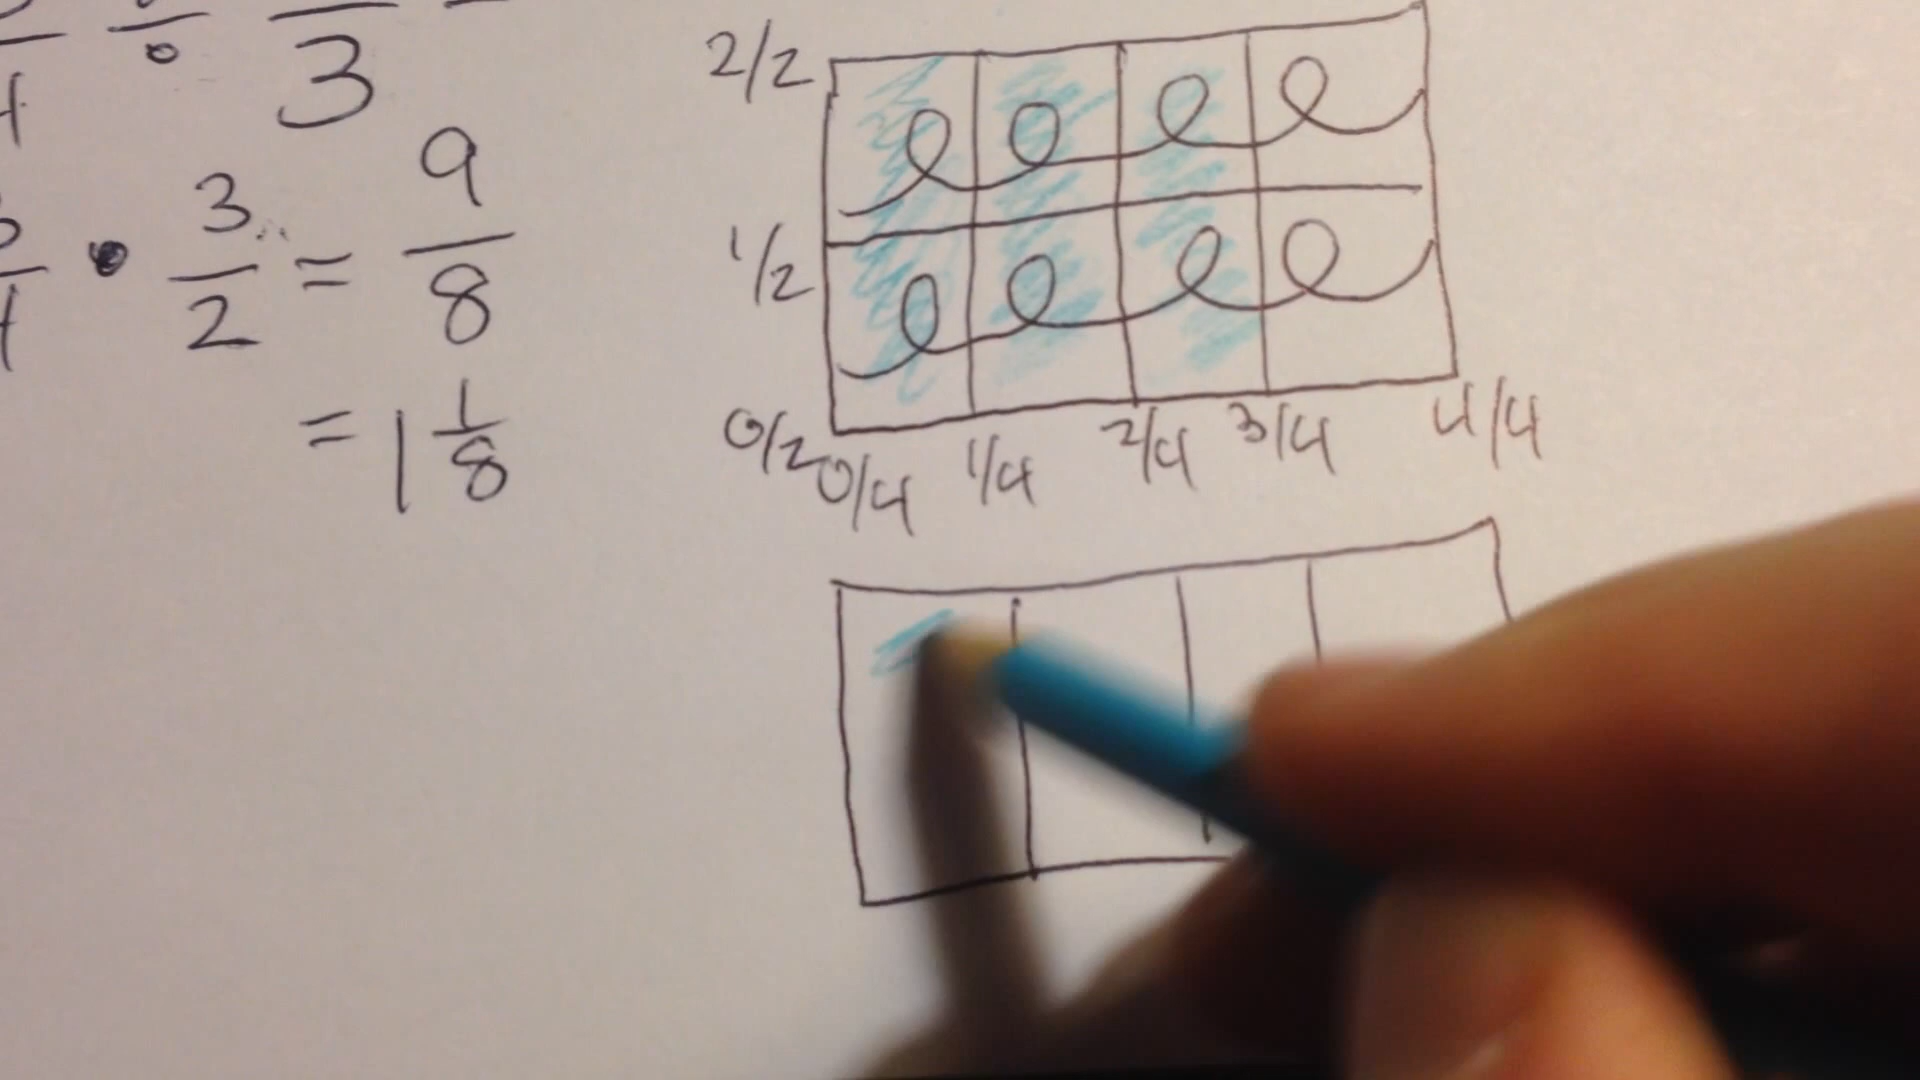 4 ÷ 3
3/4 • 3/2 = 9/8
= 1 1/8
2/2
1/2
0/2
0/4 1/4 2/4 3/4 4/4